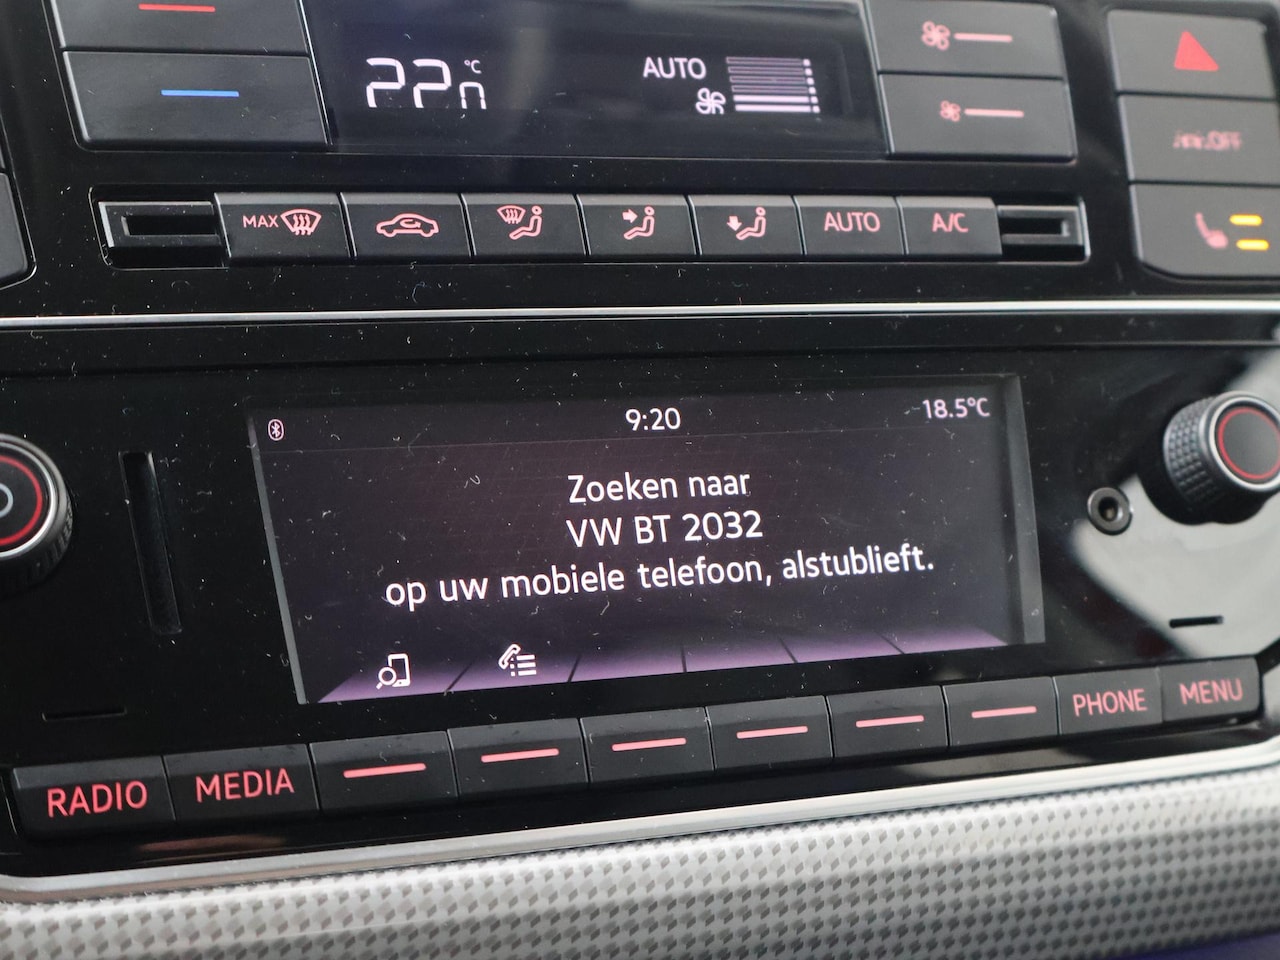 22 °C
AUTO
OFF
MAX
AUTO
A/C
9:20
18.5°C
Zoeken naar
VW BT 2032
op uw mobiele telefoon, alstublieft.
RADIO
MEDIA
PHONE
MENU